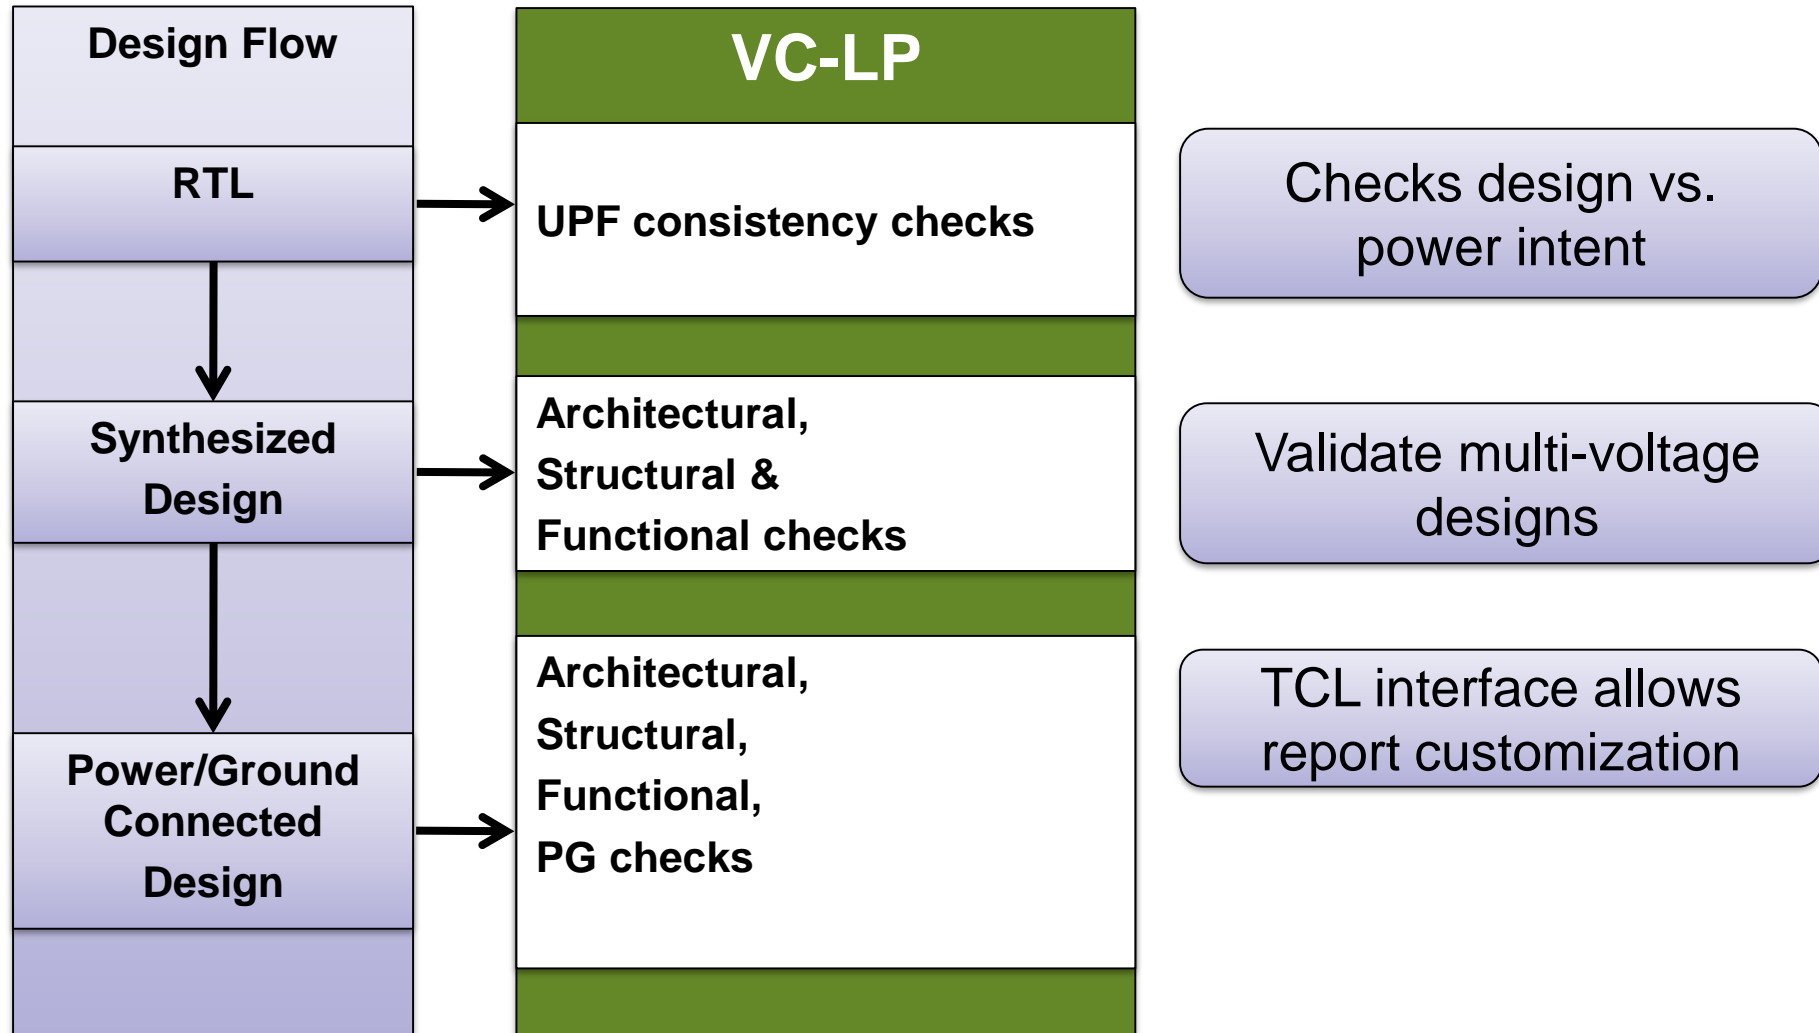 Design Flow
RTL
Synthesized
Design
Power/Ground
Connected
Design
VC-LP
UPF consistency checks
Architectural,
Structural &
Functional checks
Architectural,
Structural,
Functional,
PG checks
Checks design vs.
power intent
Validate multi-voltage
designs
TCL interface allows
report customization